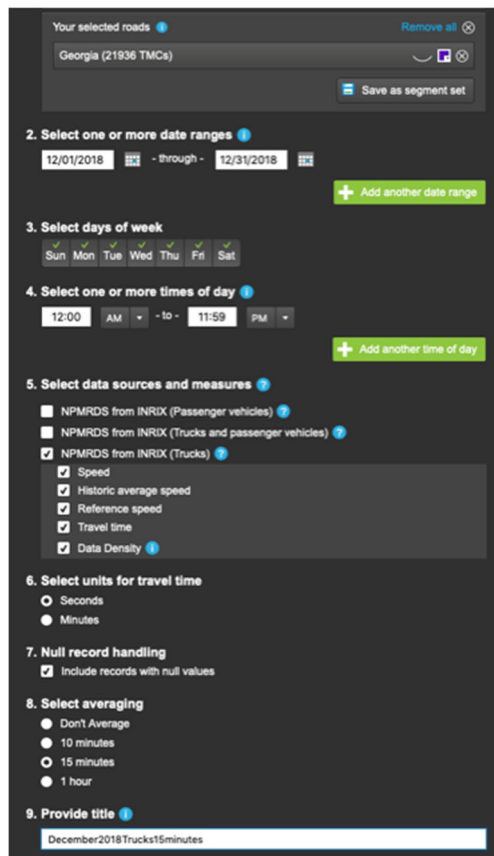 Your selected roads
Remove all
Georgia (21936 TMCs)
Save as segment set
2. Select one or more date ranges
12/01/2018 - through - 12/31/2018
Add another date range
3. Select days of week
Sun Mon Tue Wed Thu Fri Sat
4. Select one or more times of day
12:00 AM - to - 11:59 PM
Add another time of day
5. Select data sources and measures
NPMRDS from INRIX (Passenger vehicles)
NPMRDS from INRIX (Trucks and passenger vehicles)
NPMRDS from INRIX (Trucks)
Speed
Historic average speed
Reference speed
Travel time
Data Density
6. Select units for travel time
Seconds
Minutes
7. Null record handling
Include records with null values
8. Select averaging
Don't Average
10 minutes
15 minutes
1 hour
9. Provide title
December2018Trucks15minutes